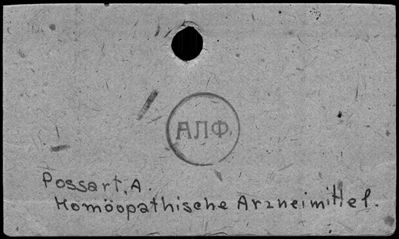 АЛФ.
Possart, A.
Homöopathische Arzneimittel.